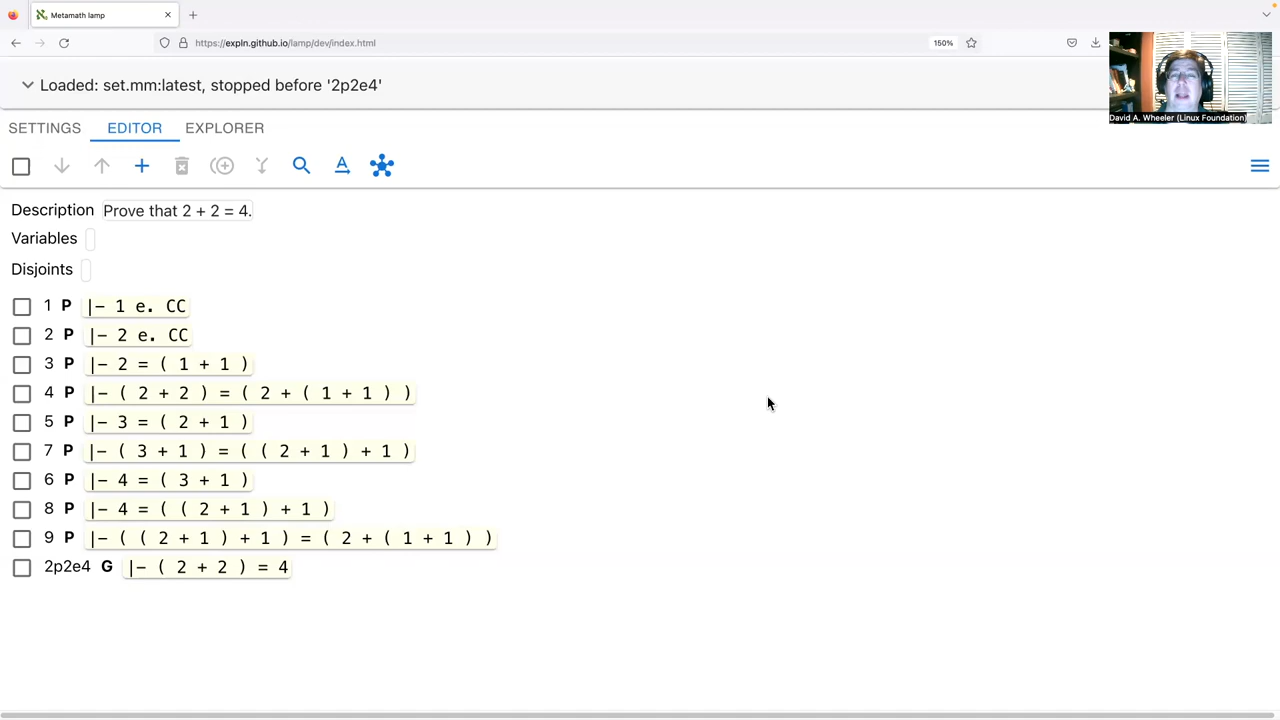 Metamath lamp
https://expln.github.io/lamp/dev/index.html
150%
Loaded: set.mm:latest, stopped before '2p2e4'
David A. Wheeler (Linux Foundation)
SETTINGS EDITOR EXPLORER
Description Prove that 2 + 2 = 4.
Variables
Disjoints
1 P |- 1 e. CC
2 P |- 2 e. CC
3 P |- 2 = ( 1 + 1 )
4 P |- ( 2 + 2 ) = ( 2 + ( 1 + 1 ) )
5 P |- 3 = ( 2 + 1 )
7 P |- ( 3 + 1 ) = ( ( 2 + 1 ) + 1 )
6 P |- 4 = ( 3 + 1 )
8 P |- 4 = ( ( 2 + 1 ) + 1 )
9 P |- ( ( 2 + 1 ) + 1 ) = ( 2 + ( 1 + 1 ) )
2p2e4 G |- ( 2 + 2 ) = 4